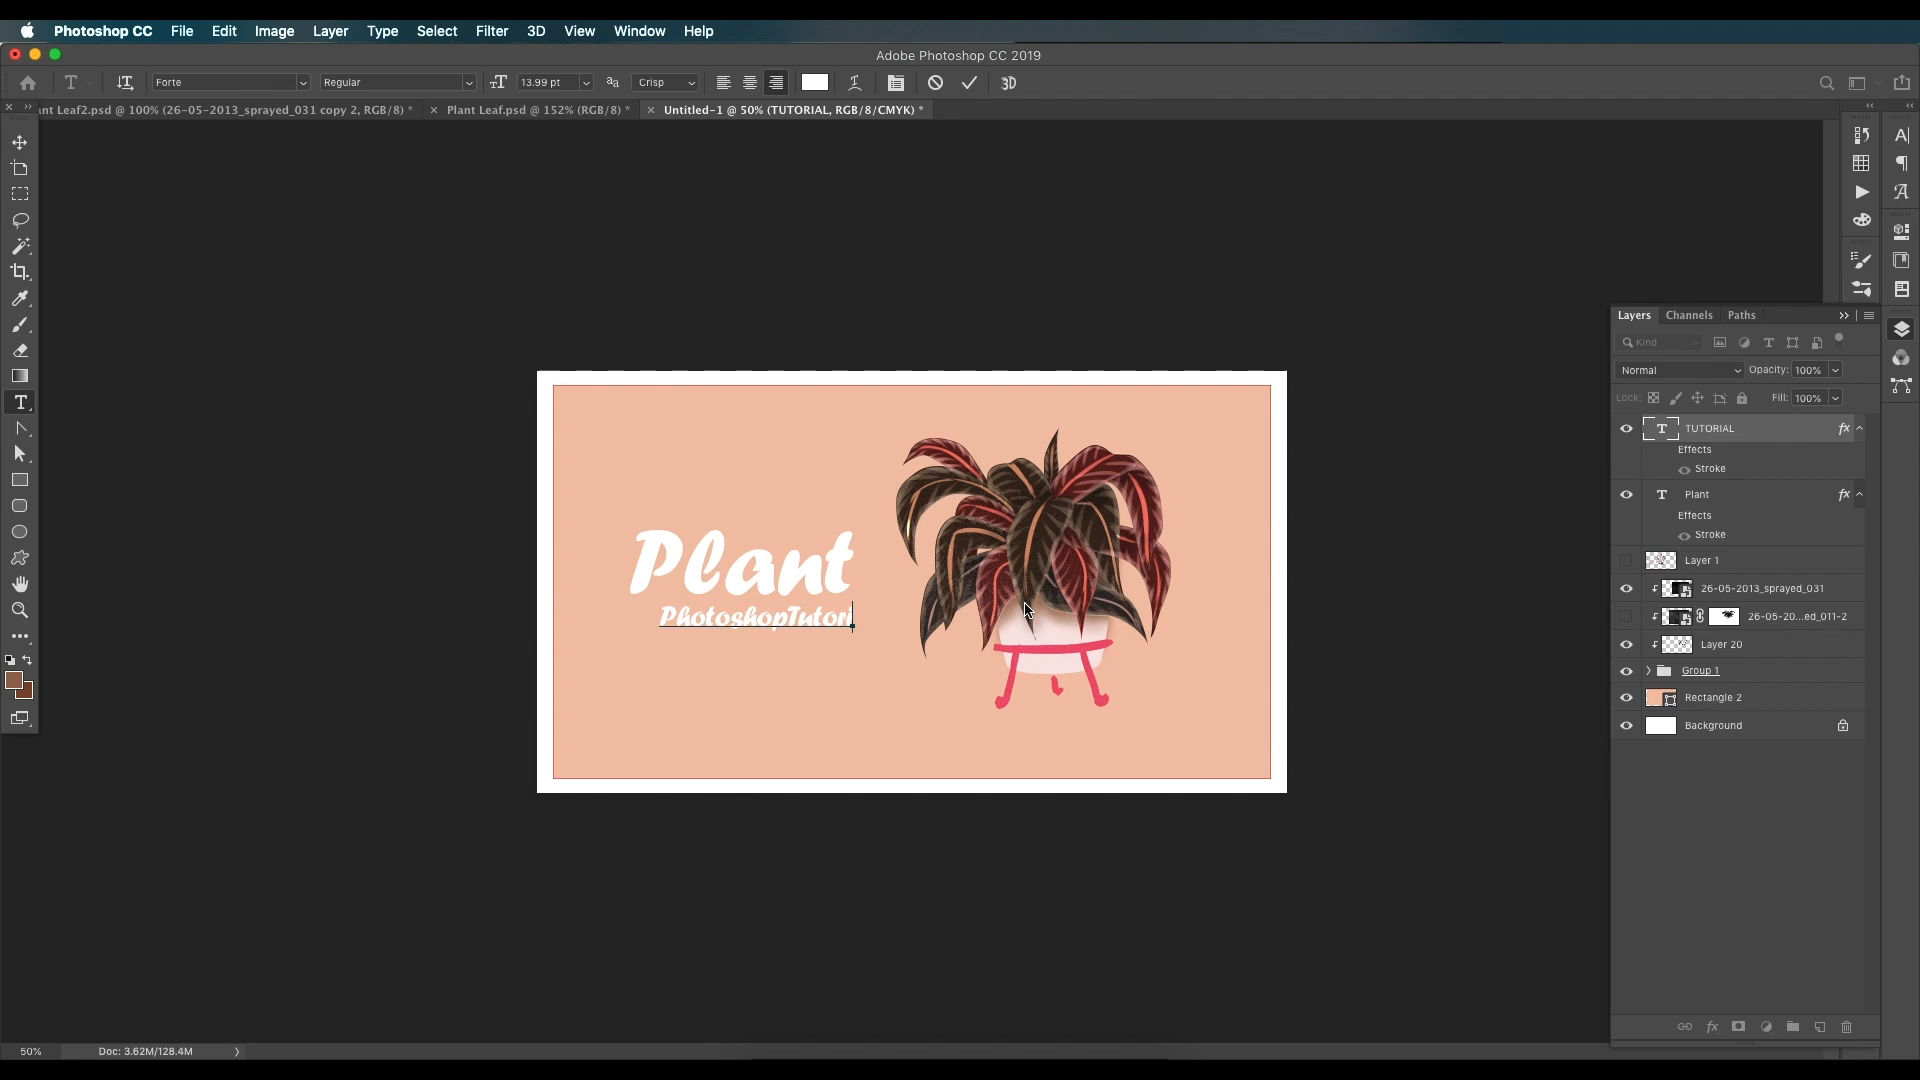 Photoshop CC File Edit Image Layer Type Select Filter 3D View Window Help
Adobe Photoshop CC 2019
Forte Regular 13.99 pt aa Crisp 3D
nt Leaf2.psd @ 100% (26-05-2013_sprayed_031 copy 2, RGB/8) * Plant Leaf.psd @ 152% (RGB/8) * Untitled-1 @ 50% (TUTORIAL, RGB/8/CMYK) *
Layers Channels Paths
Kind
Normal Opacity: 100%
Lock: Fill: 100%
TUTORIAL fx
Effects
Stroke
Plant fx
Effects
Stroke
Layer 1
26-05-2013_sprayed_031
26-05-20...ed_011-2
Layer 20
Group 1
Rectangle 2
Background
Plant
PhotoshopTutori
50% Doc: 3.62M/128.4M